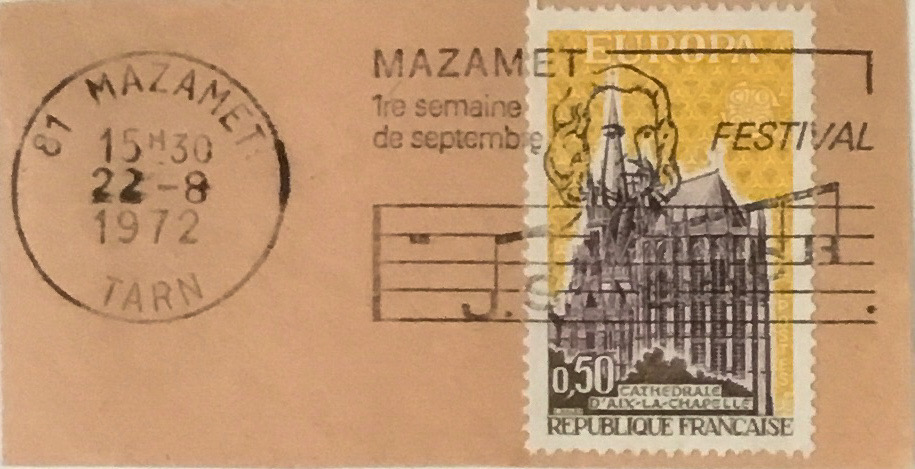 81 MAZAMET
15H30
22-8
1972
TARN
MAZAMET
1re semaine
de septembre
FESTIVAL
J.S.
EUROPA
0,50
CATHEDRALE
D'AIX-LA-CHAPELLE
REPUBLIQUE FRANÇAISE